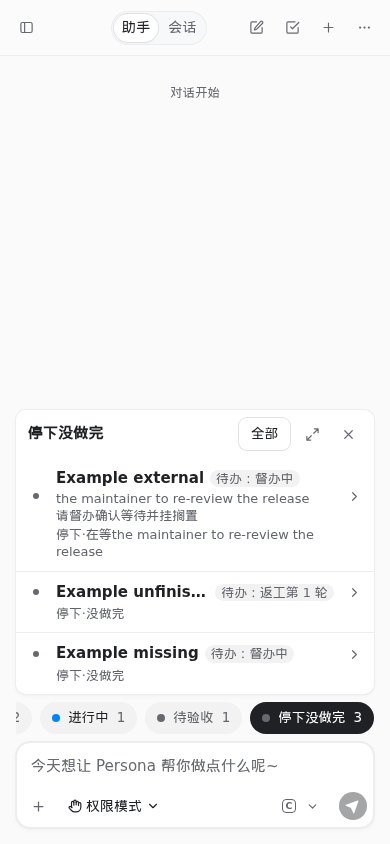 助手 会话
对话开始
停下没做完 全部
Example external 待办：督办中
the maintainer to re-review the release
请督办确认等待并挂搁置
停下·在等the maintainer to re-review the
release
Example unfinis... 待办：返工第 1 轮
停下·没做完
Example missing 待办：督办中
停下·没做完
2 进行中 1 待验收 1 停下没做完 3
今天想让 Persona 帮你做点什么呢~
权限模式 C